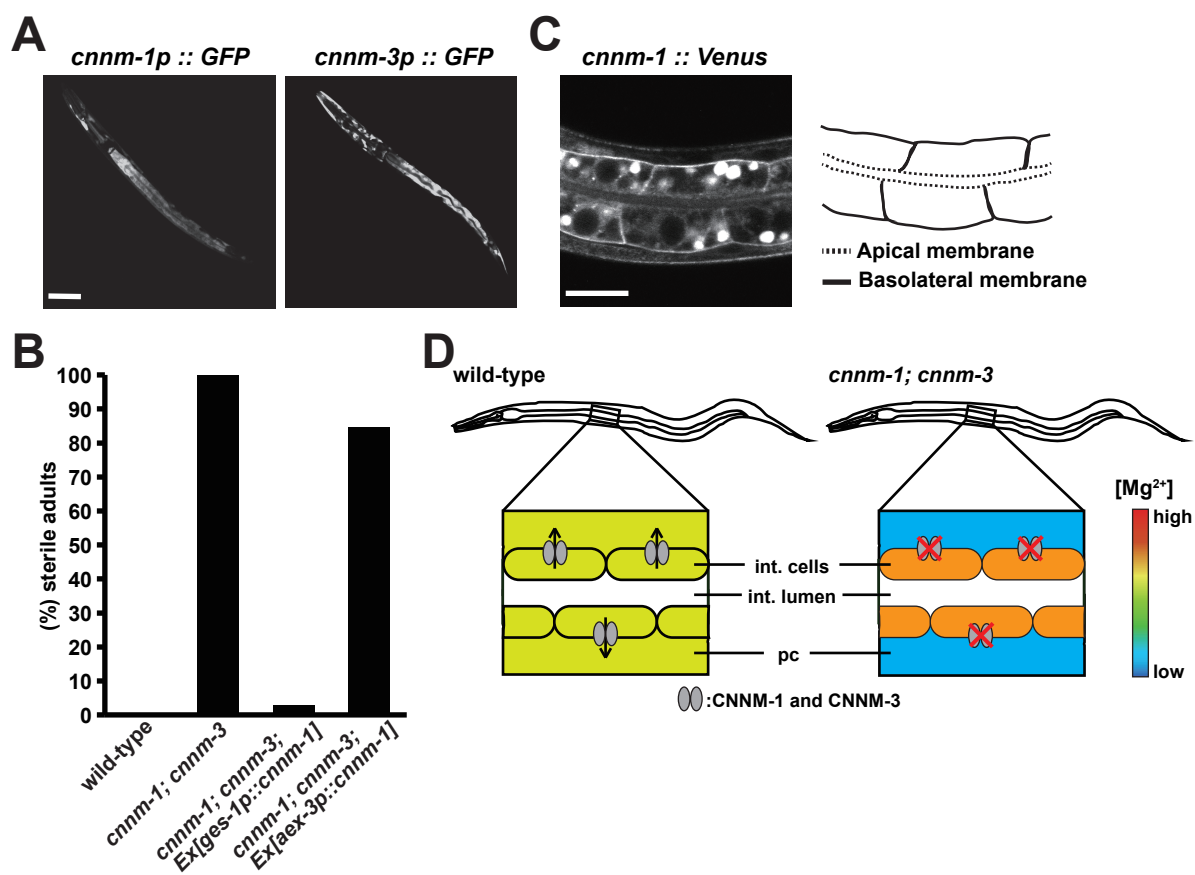 A
cnnm-1p :: GFP
cnnm-3p :: GFP
C
cnnm-1 :: Venus
Apical membrane
Basolateral membrane
B
(%) sterile adults
100
90
80
70
60
50
40
30
20
10
0
wild-type
cnnm-1; cnnm-3
cnnm-1; cnnm-3;
Ex[ges-1p::cnnm-1]
cnnm-1; cnnm-3;
Ex[aex-3p::cnnm-1]
D
wild-type
cnnm-1; cnnm-3
[Mg²⁺]
high
low
int. cells
int. lumen
pc
:CNNM-1 and CNNM-3